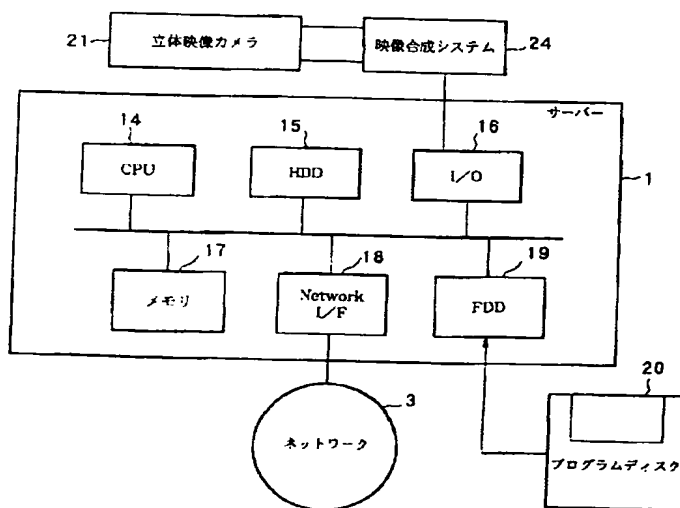 21
立体映像カメラ
映像合成システム
24
サーバー
14
15
16
CPU
HDD
I/O
1
17
18
19
メモリ
Network
I/F
FDD
20
3
ネットワーク
プログラムディスク